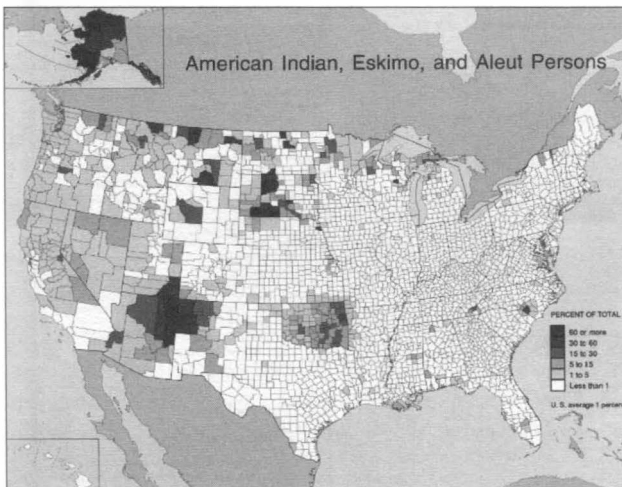 American Indian, Eskimo, and Aleut Persons
PERCENT OF TOTAL
60 or more
30 to 60
15 to 30
5 to 15
1 to 5
Less than 1
U. S. average 1 percent